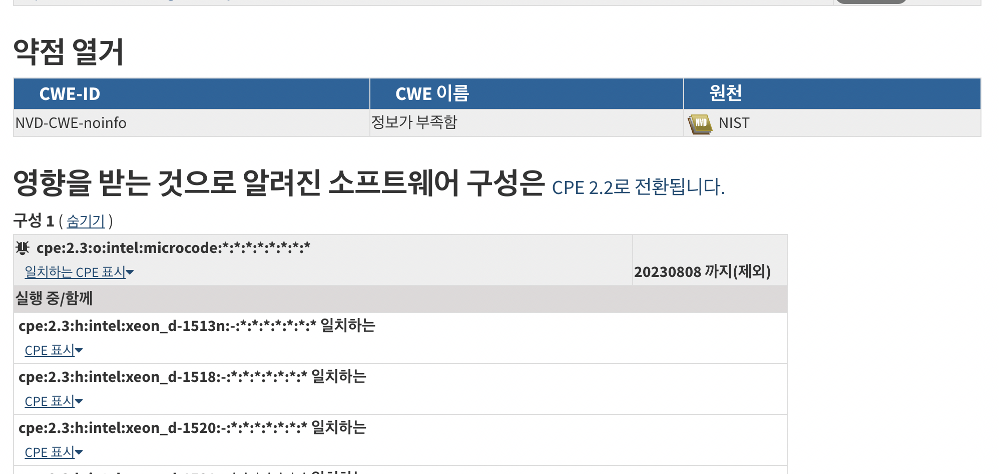 약점 열거
CWE-ID CWE 이름 원천
NVD-CWE-noinfo 정보가 부족함 NVD NIST
영향을 받는 것으로 알려진 소프트웨어 구성은 CPE 2.2로 전환됩니다.
구성 1 ( 숨기기 )
cpe:2.3:o:intel:microcode:*:*:*:*:*:*:*:*
일치하는 CPE 표시 20230808 까지(제외)
실행 중/함께
cpe:2.3:h:intel:xeon_d-1513n:-:*:*:*:*:*:*:* 일치하는
CPE 표시
cpe:2.3:h:intel:xeon_d-1518:-:*:*:*:*:*:*:* 일치하는
CPE 표시
cpe:2.3:h:intel:xeon_d-1520:-:*:*:*:*:*:*:* 일치하는
CPE 표시